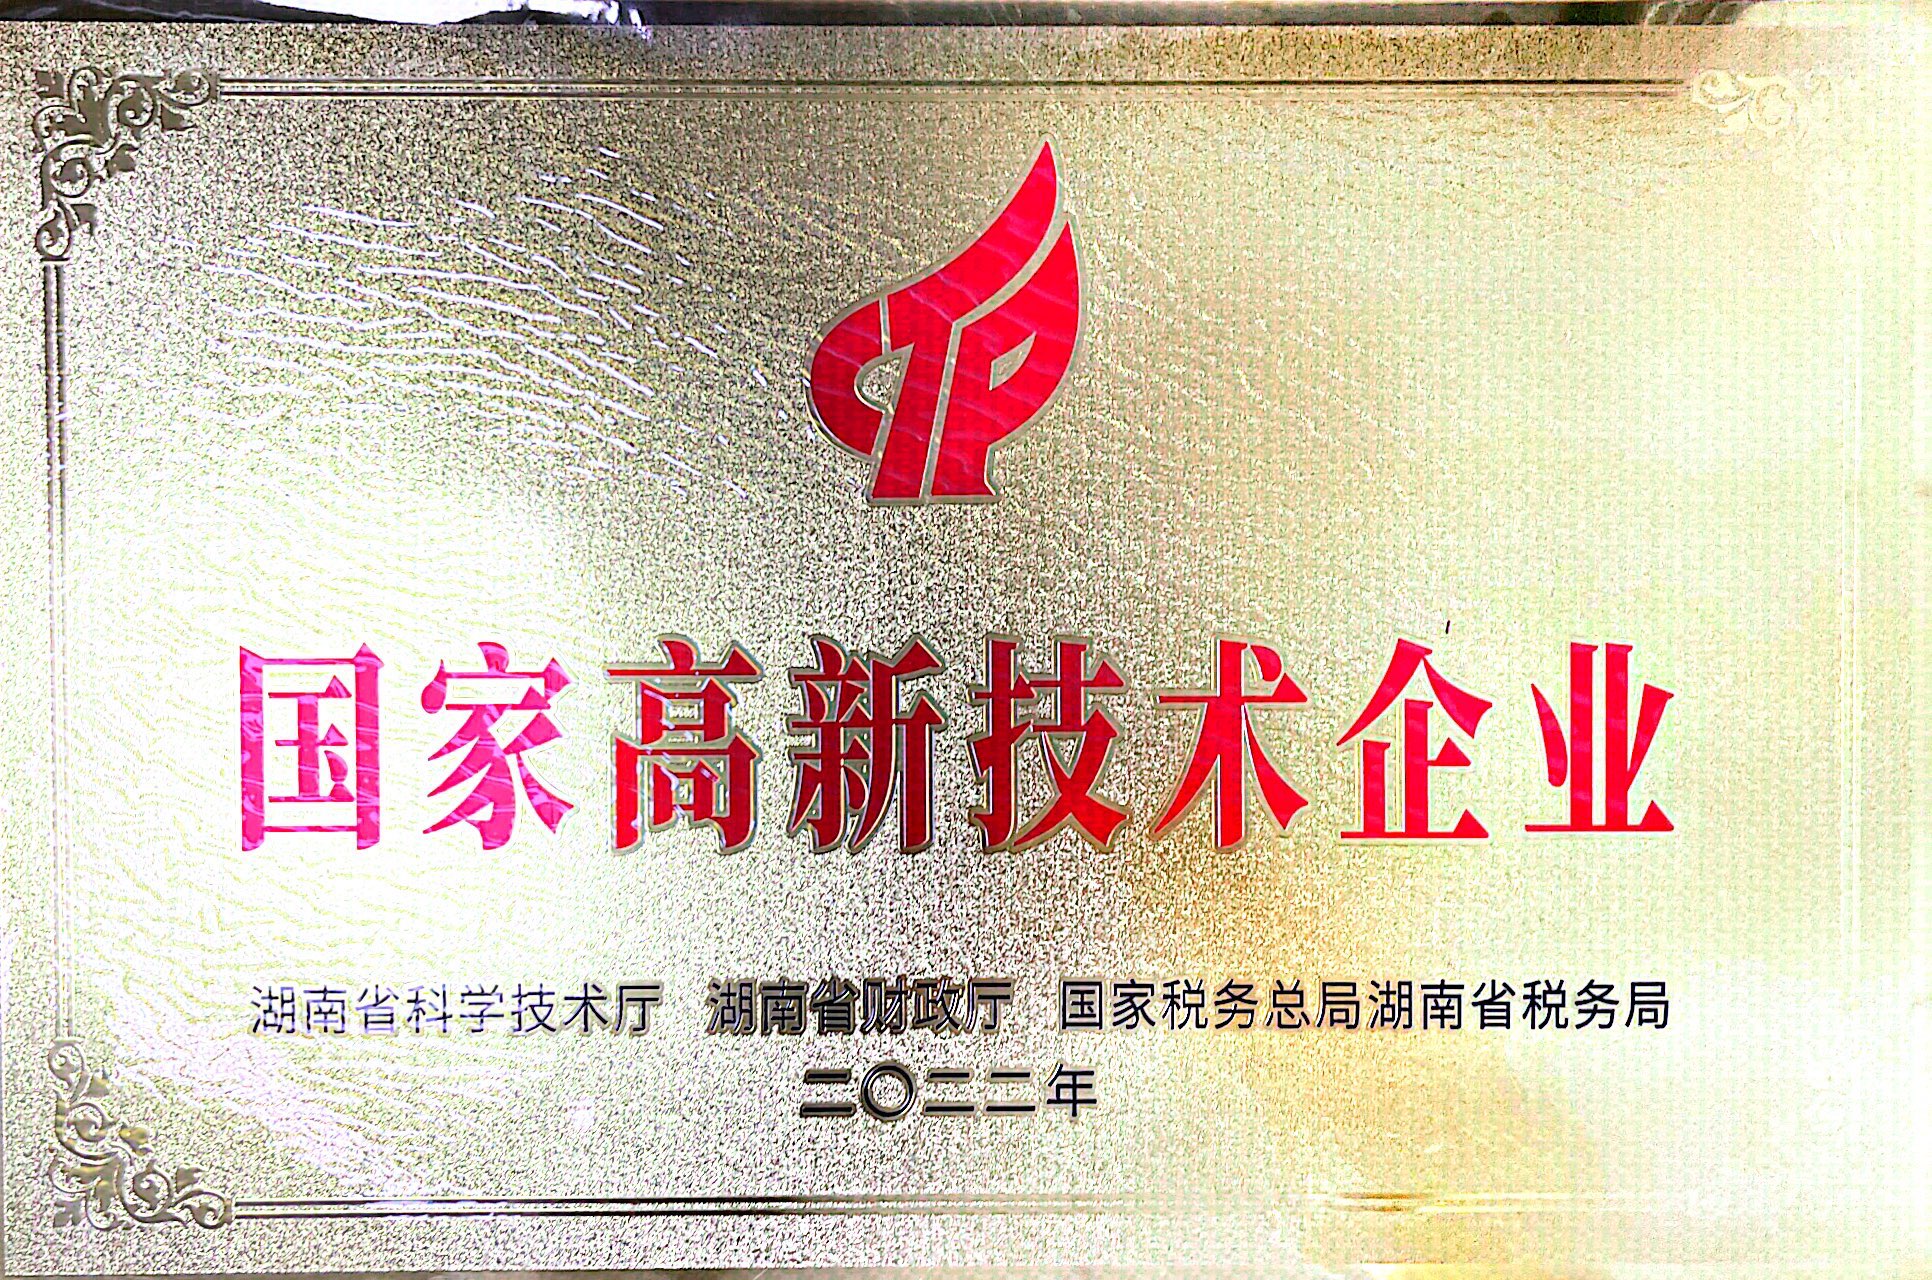 国家高新技术企业
湖南省科学技术厅 湖南省财政厅 国家税务总局湖南省税务局
二〇二二年